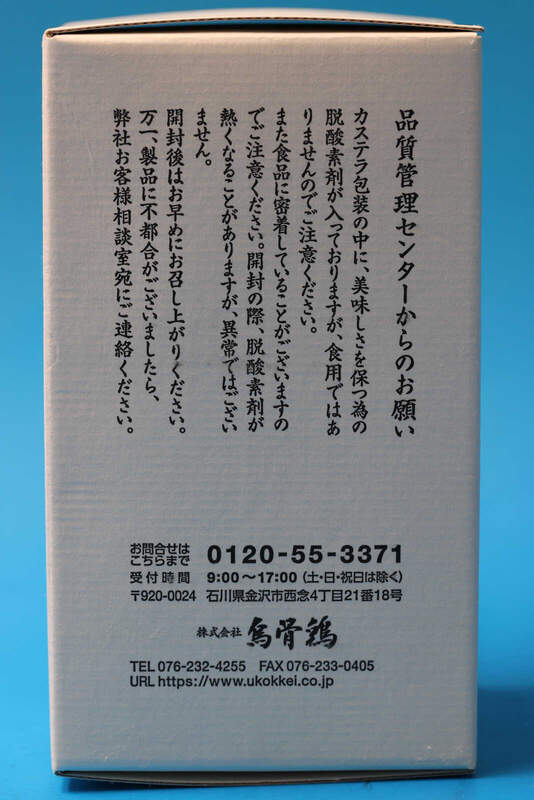 品質管理センターからのお願い
カステラ包装の中に、美味しさを保つ為の
脱酸素剤が入っておりますが、食用ではあ
りませんのでご注意ください。
また食品に密着していることがございますの
でご注意ください。開封の際、脱酸素剤が
熱くなることがありますが、異常ではござい
ません。
開封後はお早めにお召し上がりください。
万一、製品に不都合がございましたら、
弊社お客様相談室宛にご連絡ください。
お問合せは
こちらまで 0120-55-3371
受付時間 9:00〜17:00（土・日・祝日は除く）
〒920-0024 石川県金沢市西念4丁目21番18号
株式会社 烏骨鶏
TEL 076-232-4255 FAX 076-233-0405
URL https://www.ukokkei.co.jp